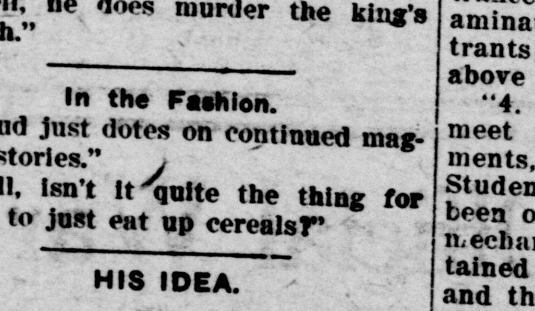 he does murder the king's
h."
In the Fashion.
ud just dotes on continued mag-
stories."
ll, isn't it quite the thing for
to just eat up cereals?"
HIS IDEA.
amina
trants
above
"4.
meet
ments,
Studen
been o
mechan
tained
and th